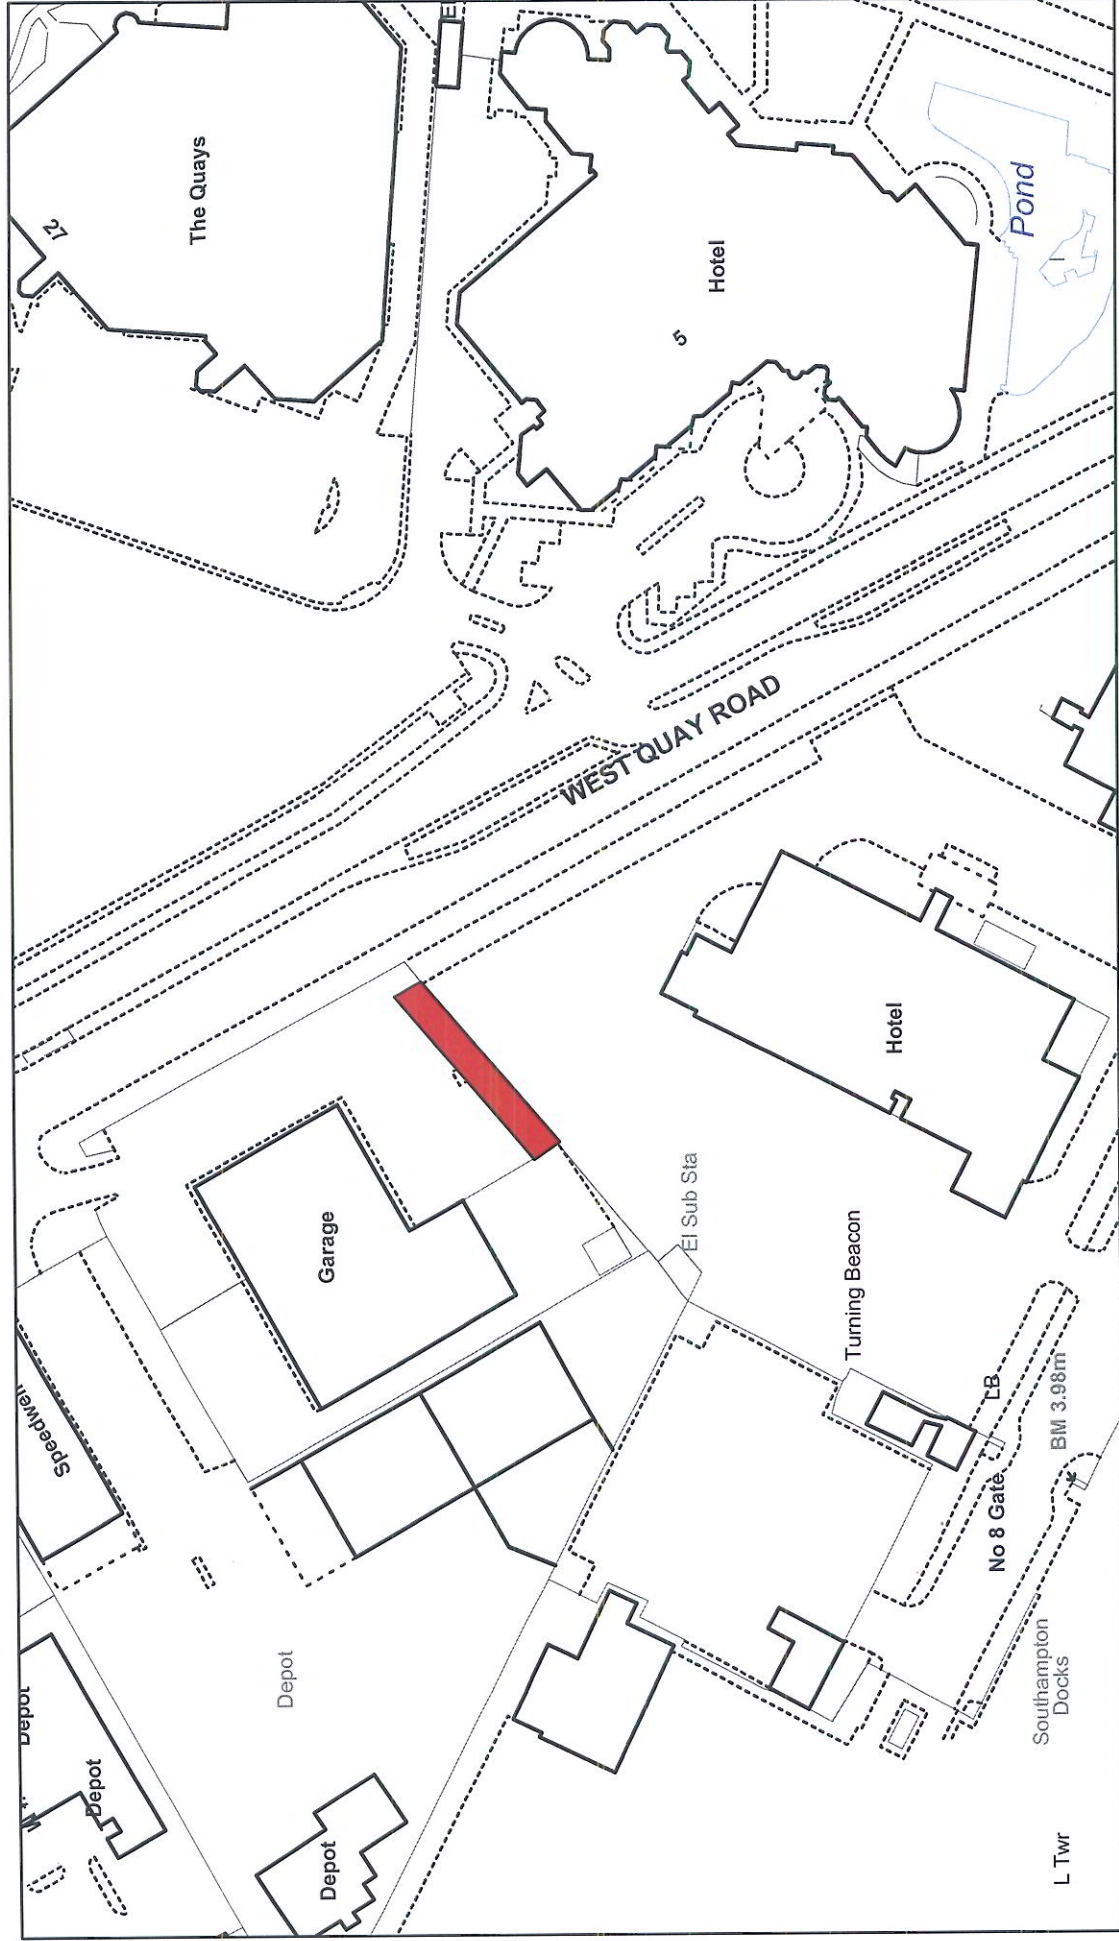 27
The Quays
Hotel
5
Pond
WEST QUAY ROAD
Hotel
Garage
El Sub Sta
Turning Beacon
Speedwell
LB
BM 3.98m
No 8 Gate
Southampton
Docks
Depot
Depot
Depot
Depot
L Twr